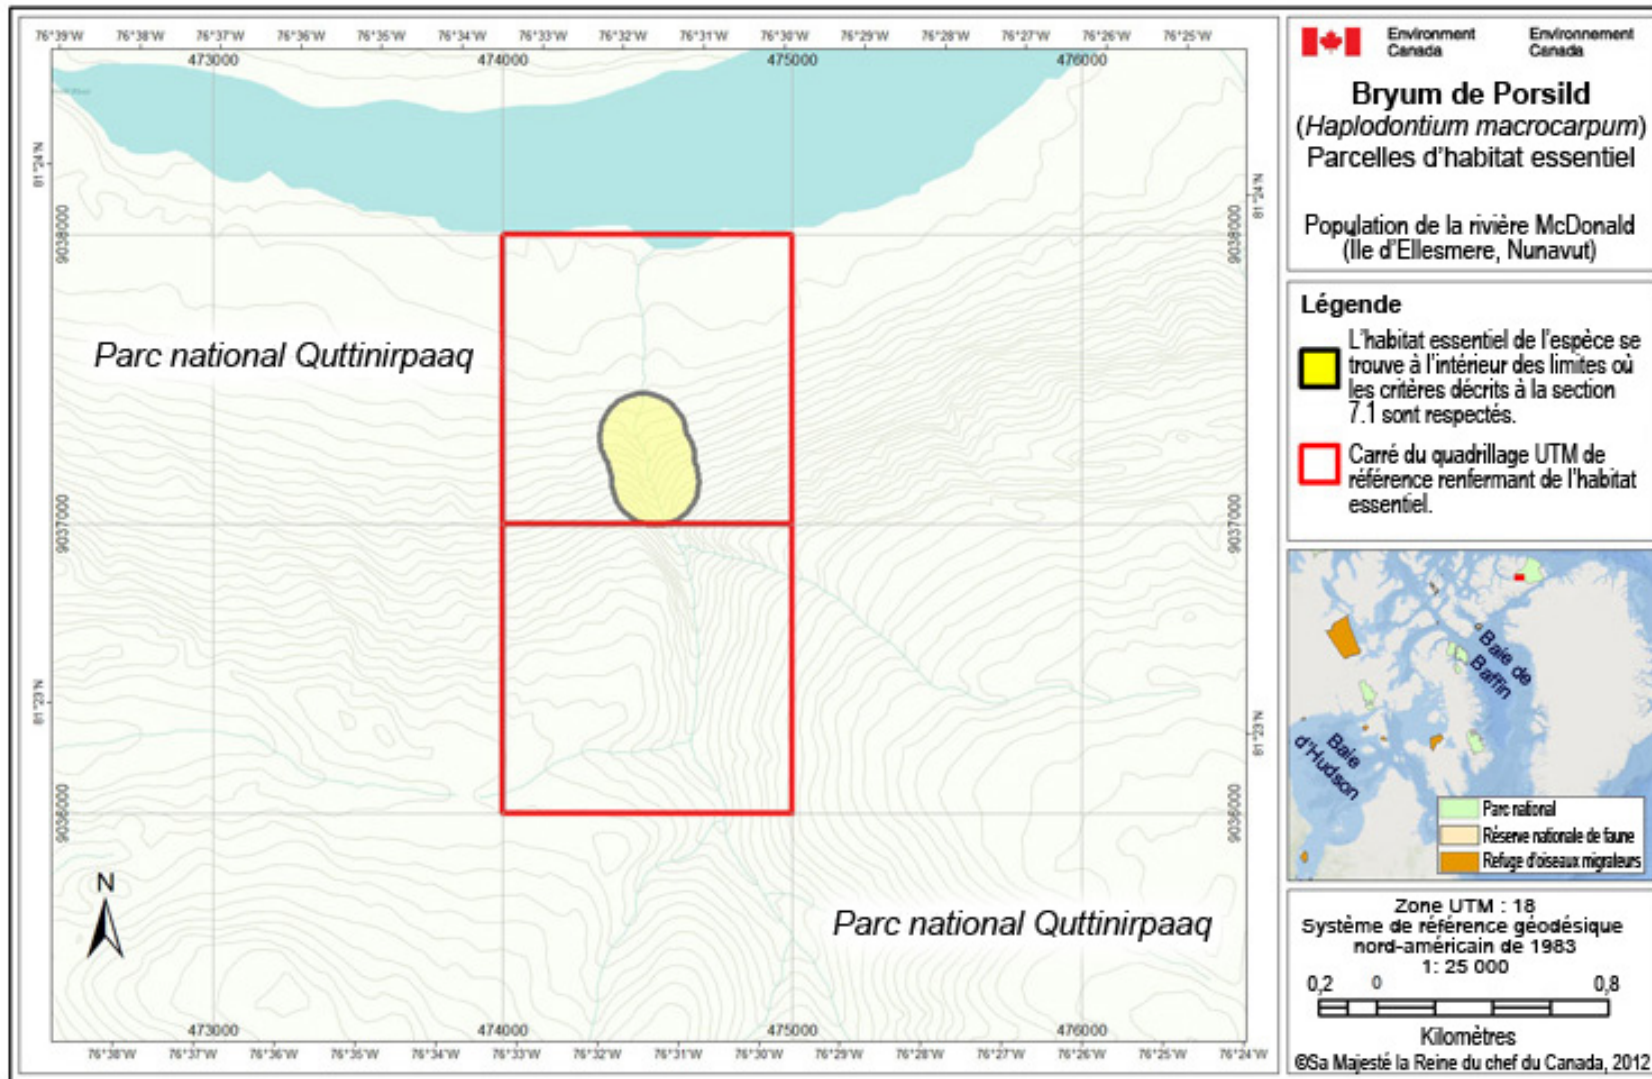 76°39'W 76°38'W 76°37'W 76°36'W 76°35'W 76°34'W 76°33'W 76°32'W 76°31'W 76°30'W 76°29'W 76°28'W 76°27'W 76°26'W 76°25'W
473000 474000 475000 476000
81°24'N
81°24'N
9038000
9038000
Parc national Quttinirpaaq
9037000
9037000
81°23'N
81°23'N
9036000
9036000
N
Parc national Quttinirpaaq
473000 474000 475000 476000
76°38'W 76°37'W 76°36'W 76°35'W 76°34'W 76°33'W 76°32'W 76°31'W 76°30'W 76°29'W 76°28'W 76°27'W 76°26'W 76°25'W 76°24'W
Environment Environnement
Canada Canada
Bryum de Porsild
(Haplodontium macrocarpum)
Parcelles d'habitat essentiel
Population de la rivière McDonald
(Île d'Ellesmere, Nunavut)
Légende
L'habitat essentiel de l'espèce se
trouve à l'intérieur des limites où
les critères décrits à la section
7.1 sont respectés.
Carré du quadrillage UTM de
référence renfermant de l'habitat
essentiel.
Baie de
Baffin
Baie
d'Hudson
Parc national
Réserve nationale de faune
Refuge d'oiseaux migrateurs
Zone UTM : 18
Système de référence géodésique
nord-américain de 1983
1: 25 000
0,2 0 0,8
Kilomètres
©Sa Majesté la Reine du chef du Canada, 2012